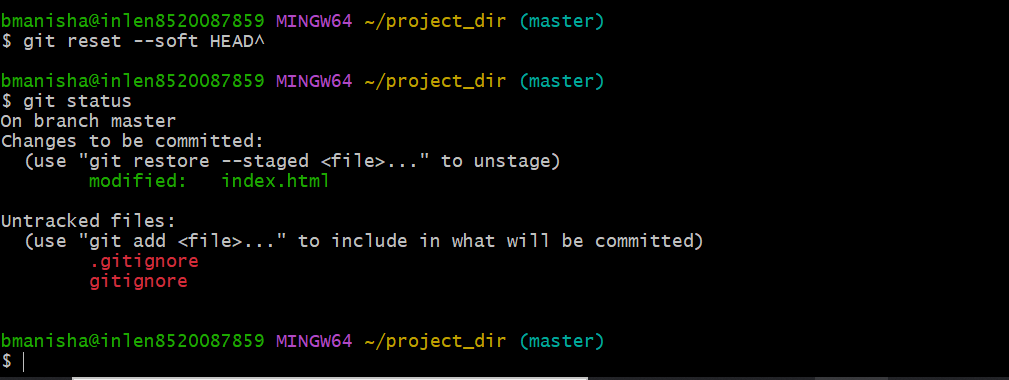 bmanisha@inlen8520087859 MINGW64 ~/project_dir (master)
$ git reset --soft HEAD^
bmanisha@inlen8520087859 MINGW64 ~/project_dir (master)
$ git status
On branch master
Changes to be committed:
  (use "git restore --staged <file>..." to unstage)
        modified:   index.html
Untracked files:
  (use "git add <file>..." to include in what will be committed)
        .gitignore
        gitignore
bmanisha@inlen8520087859 MINGW64 ~/project_dir (master)
$